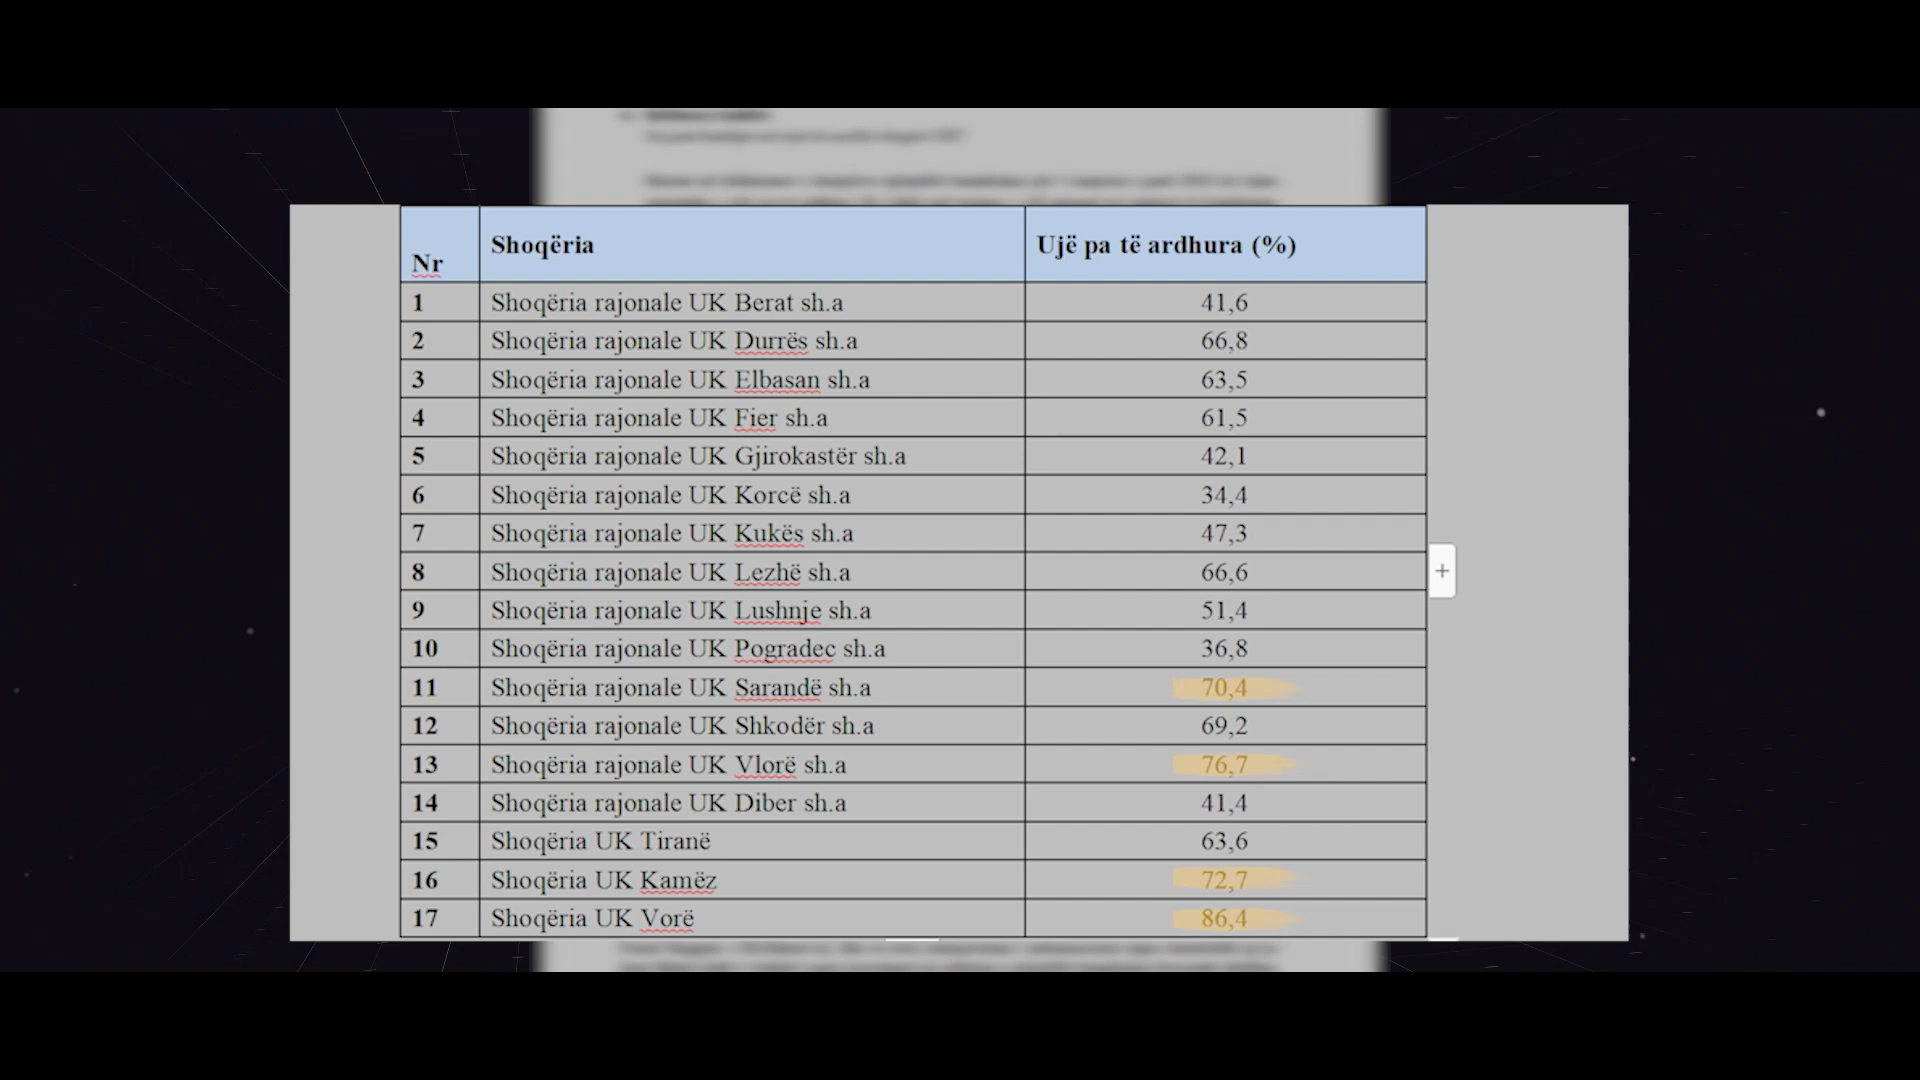 Nr Shoqëria Ujë pa të ardhura (%)
1 Shoqëria rajonale UK Berat sh.a 41,6
2 Shoqëria rajonale UK Durrës sh.a 66,8
3 Shoqëria rajonale UK Elbasan sh.a 63,5
4 Shoqëria rajonale UK Fier sh.a 61,5
5 Shoqëria rajonale UK Gjirokastër sh.a 42,1
6 Shoqëria rajonale UK Korcë sh.a 34,4
7 Shoqëria rajonale UK Kukës sh.a 47,3
8 Shoqëria rajonale UK Lezhë sh.a 66,6
9 Shoqëria rajonale UK Lushnje sh.a 51,4
10 Shoqëria rajonale UK Pogradec sh.a 36,8
11 Shoqëria rajonale UK Sarandë sh.a 70,4
12 Shoqëria rajonale UK Shkodër sh.a 69,2
13 Shoqëria rajonale UK Vlorë sh.a 76,7
14 Shoqëria rajonale UK Diber sh.a 41,4
15 Shoqëria UK Tiranë 63,6
16 Shoqëria UK Kamëz 72,7
17 Shoqëria UK Vorë 86,4